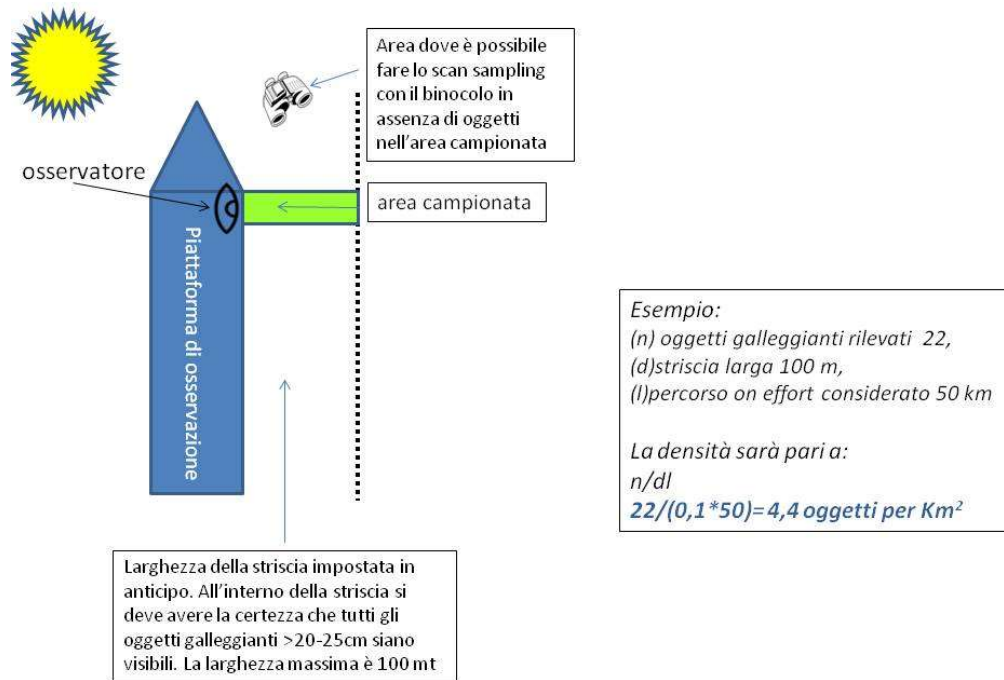 Area dove è possibile
fare lo scan sampling
con il binocolo in
assenza di oggetti
nell'area campionata
osservatore
area campionata
Piattaforma di osservazione
Esempio:
(n) oggetti galleggianti rilevati 22,
(d)striscia larga 100 m,
(l)percorso on effort considerato 50 km
La densità sarà pari a:
n/dl
22/(0,1*50)= 4,4 oggetti per Km²
Larghezza della striscia impostata in
anticipo. All'interno della striscia si
deve avere la certezza che tutti gli
oggetti galleggianti >20-25cm siano
visibili. La larghezza massima è 100 mt